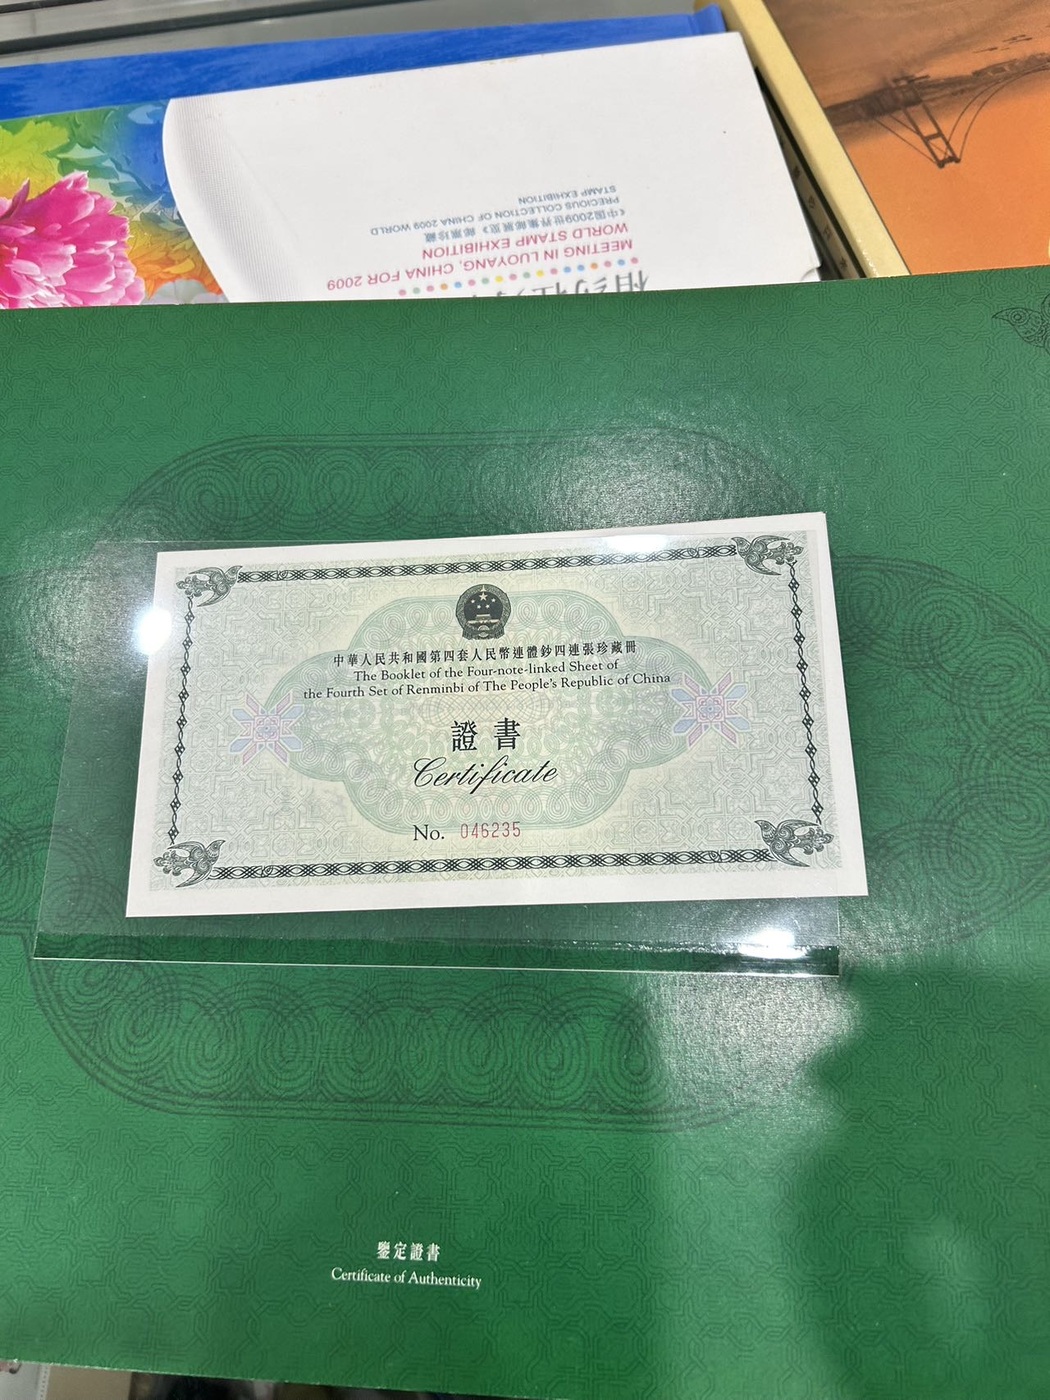 《中国2009世界集邮展览》邮票珍藏
PRECIOUS COLLECTION OF CHINA 2009 WORLD
STAMP EXHIBITION
MEETING IN LUOYANG, CHINA FOR 2009
WORLD STAMP EXHIBITION
中華人民共和國第四套人民幣連體鈔四連張珍藏冊
The Booklet of the Four-note-linked Sheet of
the Fourth Set of Renminbi of The People's Republic of China
證書
Certificate
No. 046235
鑒定證書
Certificate of Authenticity